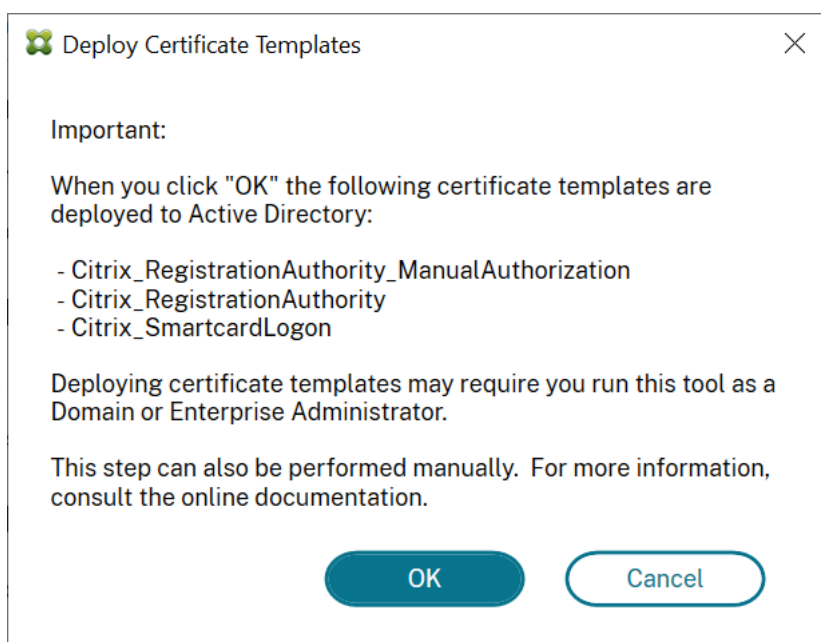 Deploy Certificate Templates
Important:
When you click "OK" the following certificate templates are
deployed to Active Directory:
- Citrix_RegistrationAuthority_ManualAuthorization
- Citrix_RegistrationAuthority
- Citrix_SmartcardLogon
Deploying certificate templates may require you run this tool as a
Domain or Enterprise Administrator.
This step can also be performed manually.  For more information,
consult the online documentation.
OK
Cancel